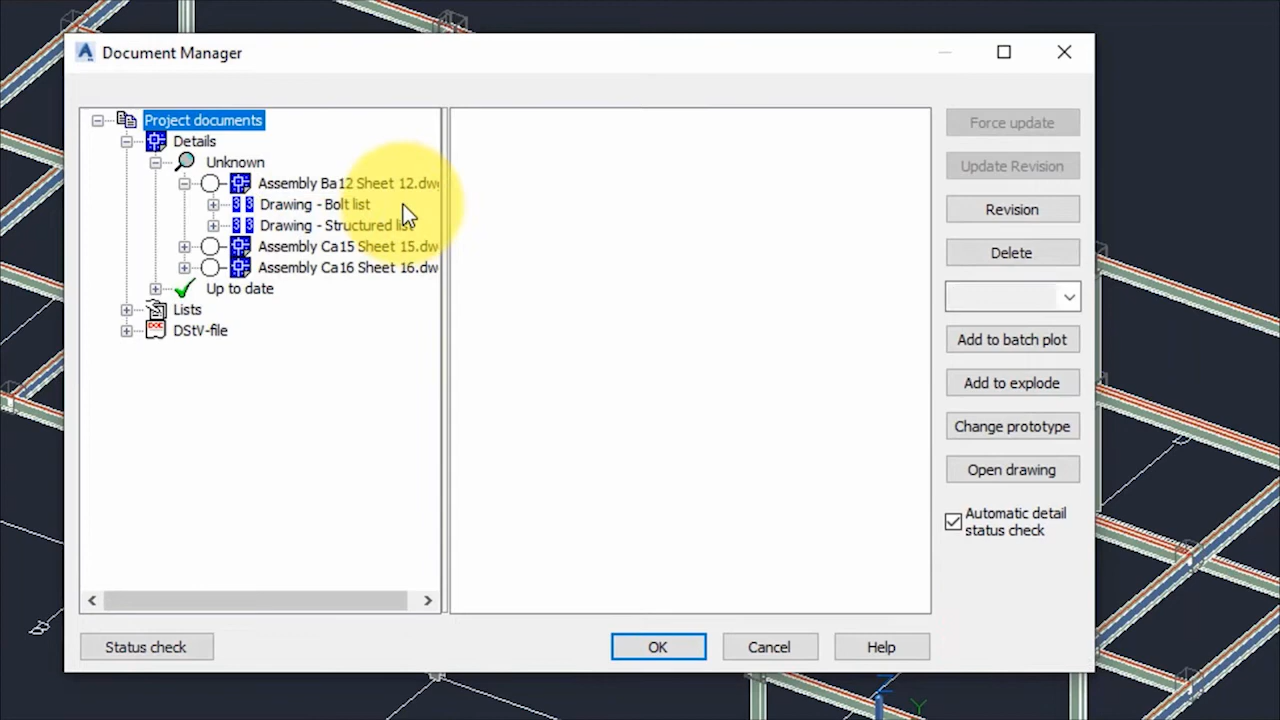 Document Manager
Project documents
Details
Unknown
Assembly Ba12 Sheet 12.dw
Drawing - Bolt list
Drawing - Structured list
Assembly Ca15 Sheet 15.dw
Assembly Ca16 Sheet 16.dw
Up to date
Lists
DStV-file
Force update
Update Revision
Revision
Delete
Add to batch plot
Add to explode
Change prototype
Open drawing
Automatic detail
status check
Status check
OK
Cancel
Help
Z
Y